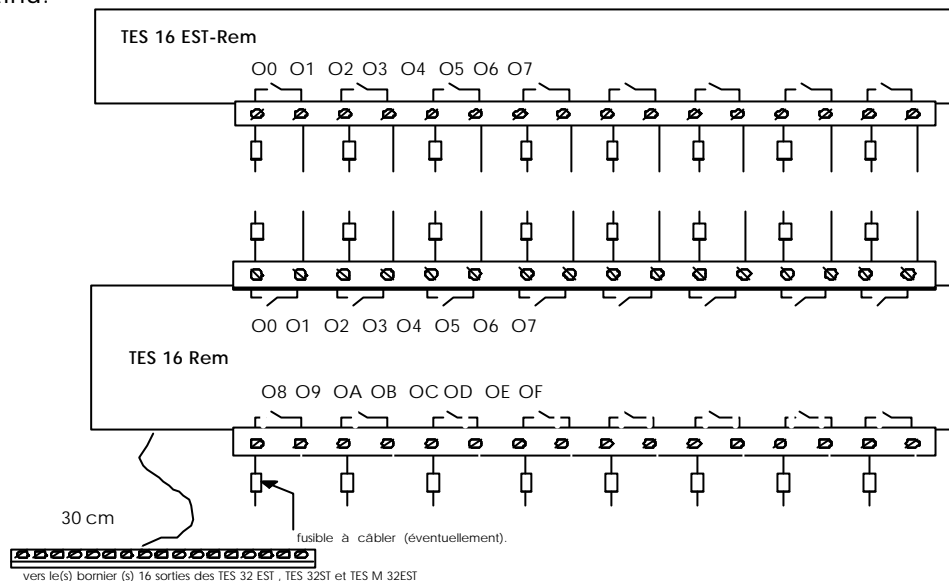 TES 16 EST-Rem
O0 O1 O2 O3 O4 O5 O6 O7
O0 O1 O2 O3 O4 O5 O6 O7
TES 16 Rem
O8 O9 OA OB OC OD OE OF
30 cm
fusible à câbler (éventuellement).
vers le(s) bornier (s) 16 sorties des TES 32 EST , TES 32ST et TES M 32EST